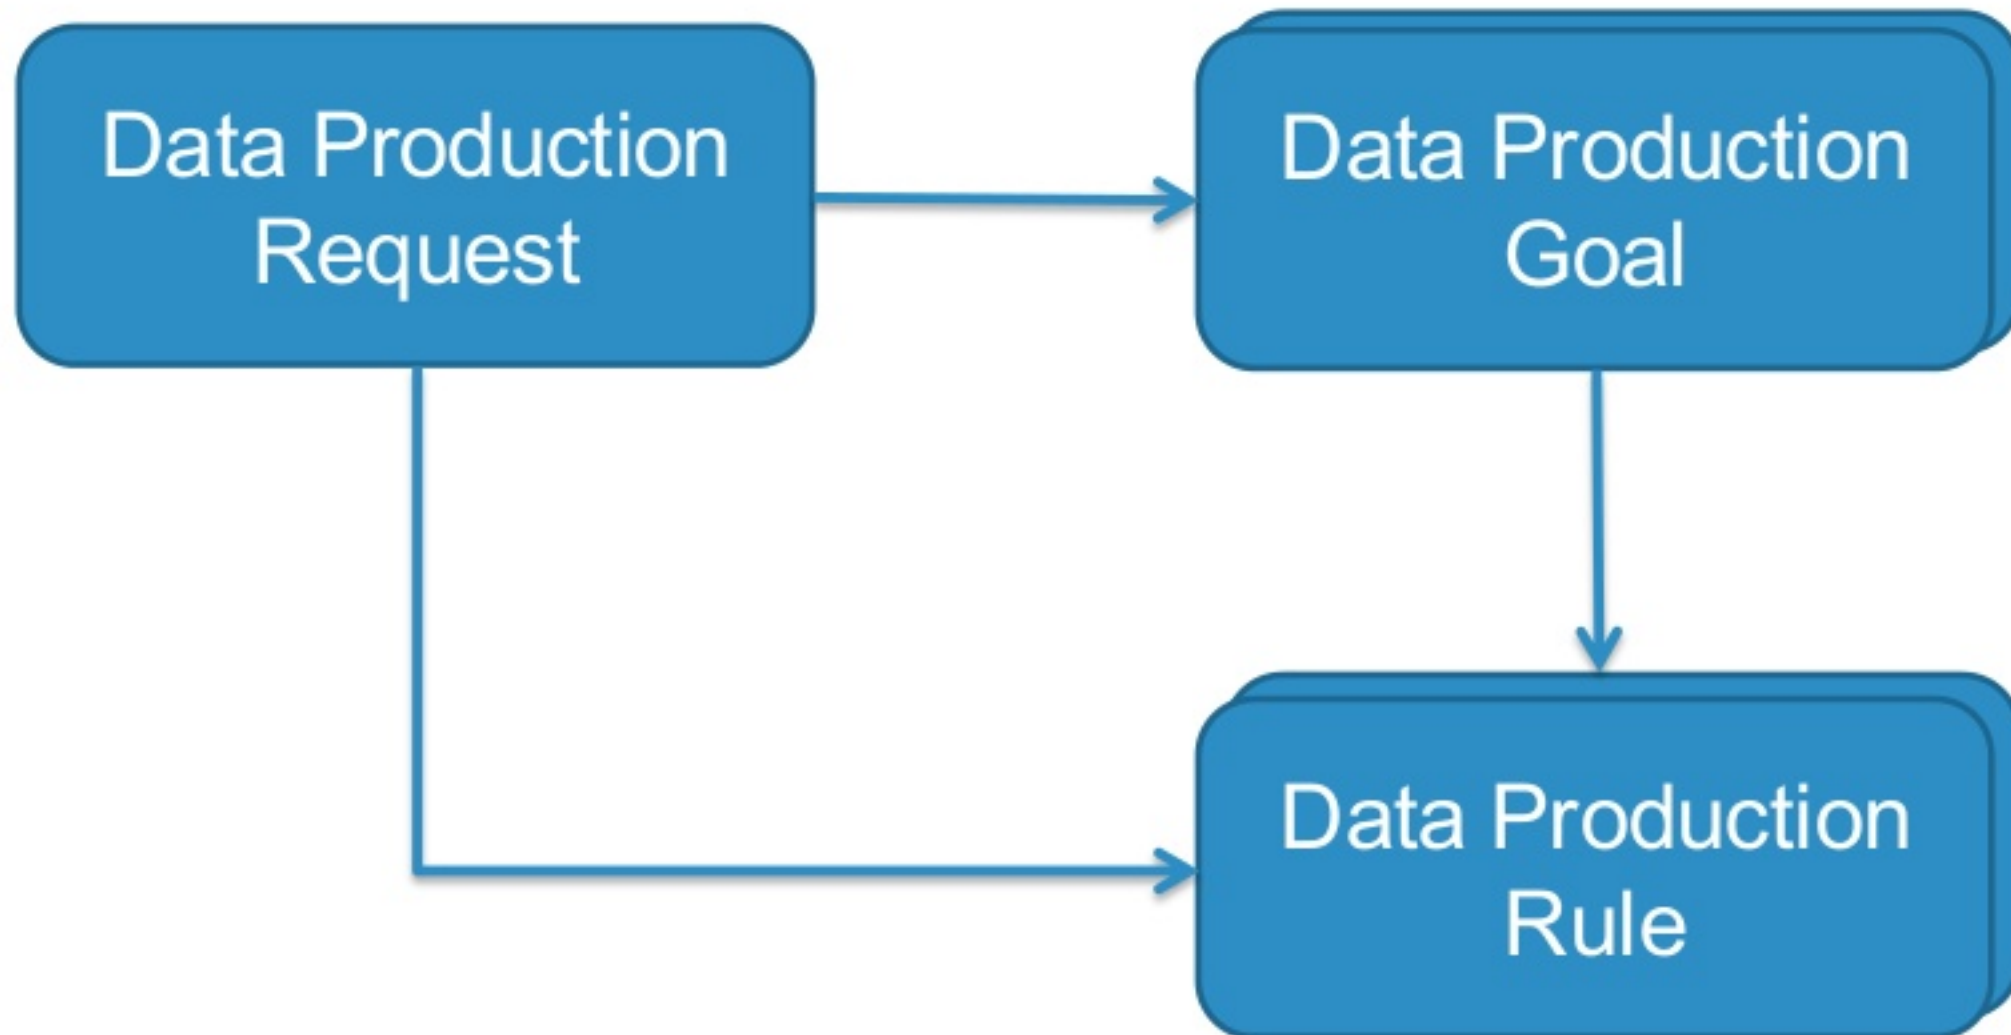 Data Production
Request
Data Production
Goal
Data Production
Rule